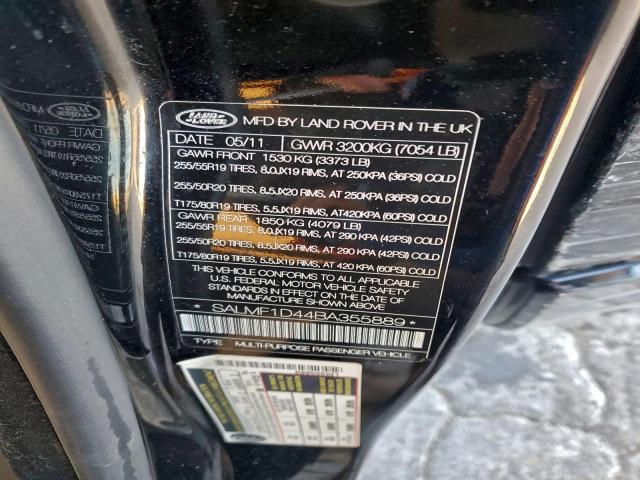 LAND ROVER MFD BY LAND ROVER IN THE UK
DATE 05/11 GVWR 3200KG (7054 LB)
GAWR FRONT 1530 KG (3373 LB)
255/55R19 TIRES, 8.0JX19 RIMS, AT 250KPA (36PSI) COLD
255/50R20 TIRES, 8.5JX20 RIMS, AT 250KPA (36PSI) COLD
T175/80R19 TIRES, 5.5JX19 RIMS, AT420KPA (60PSI) COLD
GAWR REAR 1850 KG (4079 LB)
255/55R19 TIRES, 8.0JX19 RIMS, AT 290 KPA (42PSI) COLD
255/50R20 TIRES, 8.5JX20 RIMS, AT 290 KPA (42PSI) COLD
T175/80R19 TIRES, 5.5JX19 RIMS, AT 420 KPA (60PSI) COLD
THIS VEHICLE CONFORMS TO ALL APPLICABLE
U.S. FEDERAL MOTOR VEHICLE SAFETY
STANDARDS IN EFFECT ON THE DATE OF
MANUFACTURE SHOWN ABOVE
*SALMF1D44BA355889*
TYPE MULTI-PURPOSE PASSENGER VEHICLE